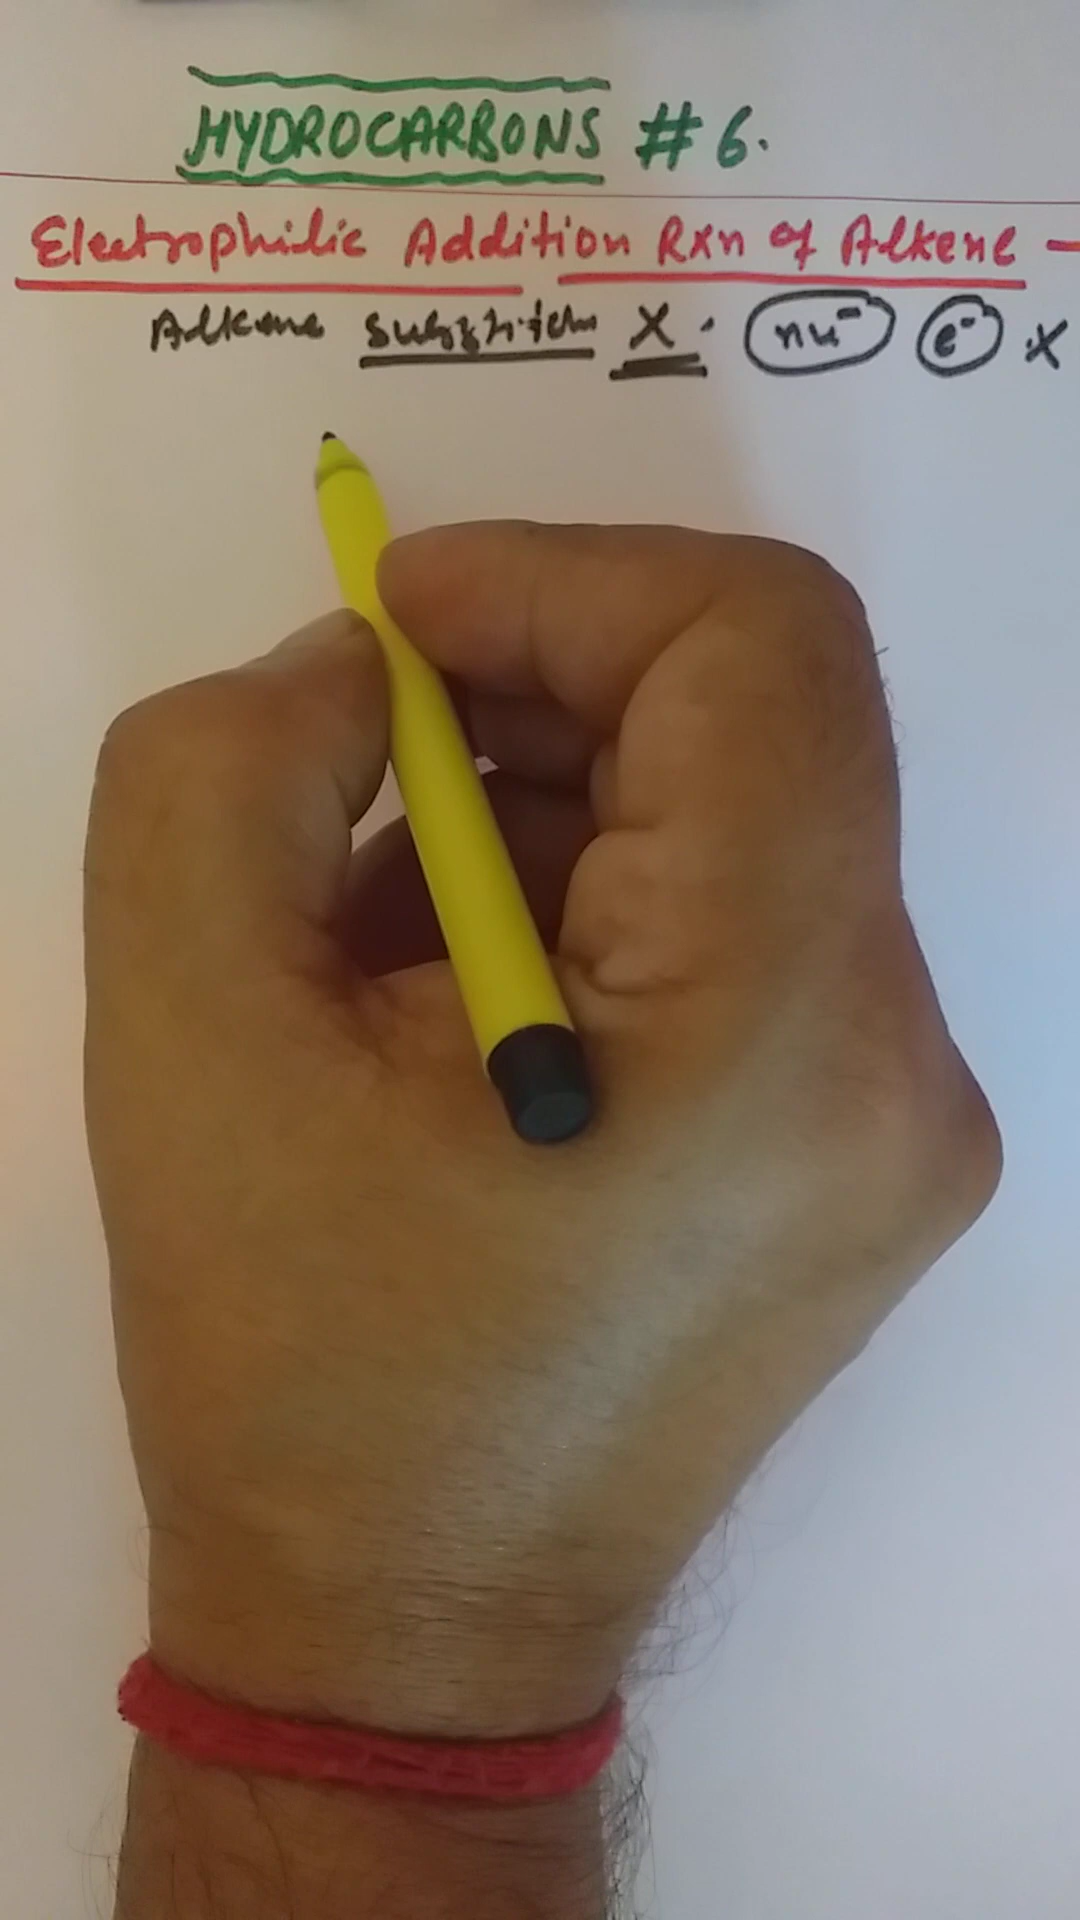 HYDROCARBONS # 6.
Electrophilic Addition Rxn of Alkene -
Alkene X . nu⁻ e⁻ .X